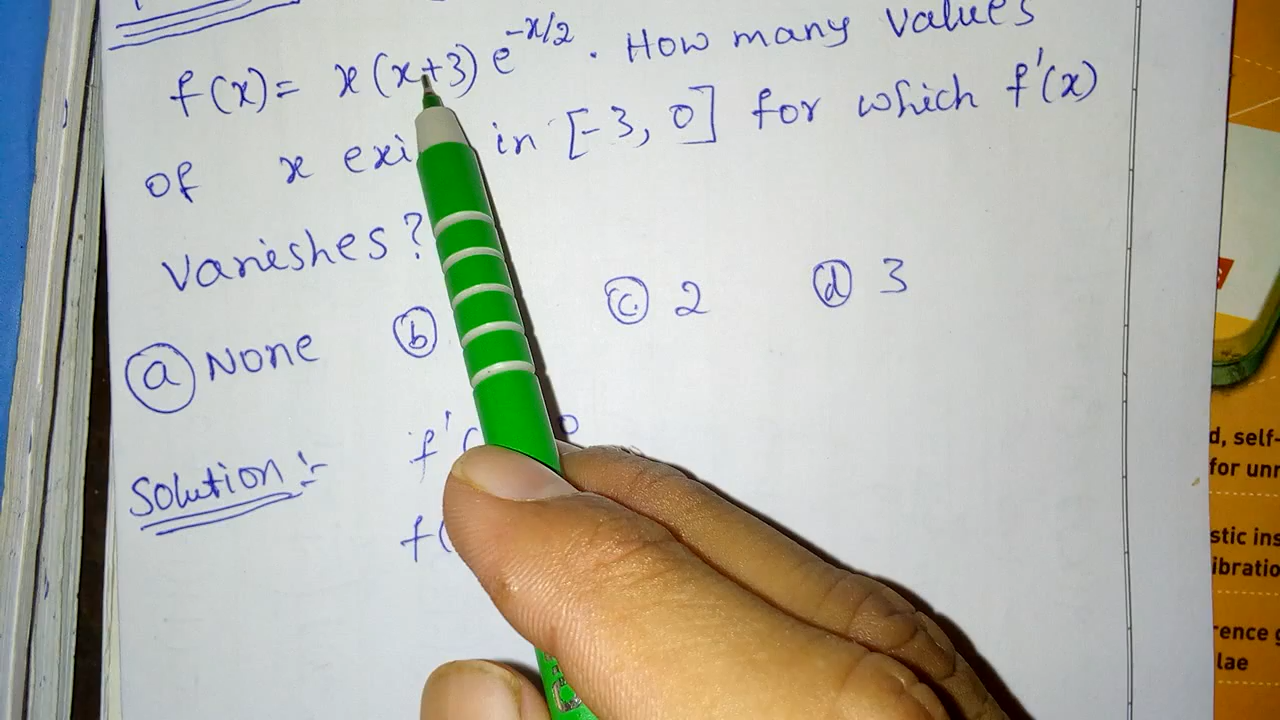 f(x) = x(x+3) e^{-x/2} . How many values
of x exi in [-3, 0] for which f'(x)
vanishes?
(a) None (b) (c) 2 (d) 3
Solution :- f'( 0
f(
d, self-
for unr
stic ins
ibratio
rence g
lae